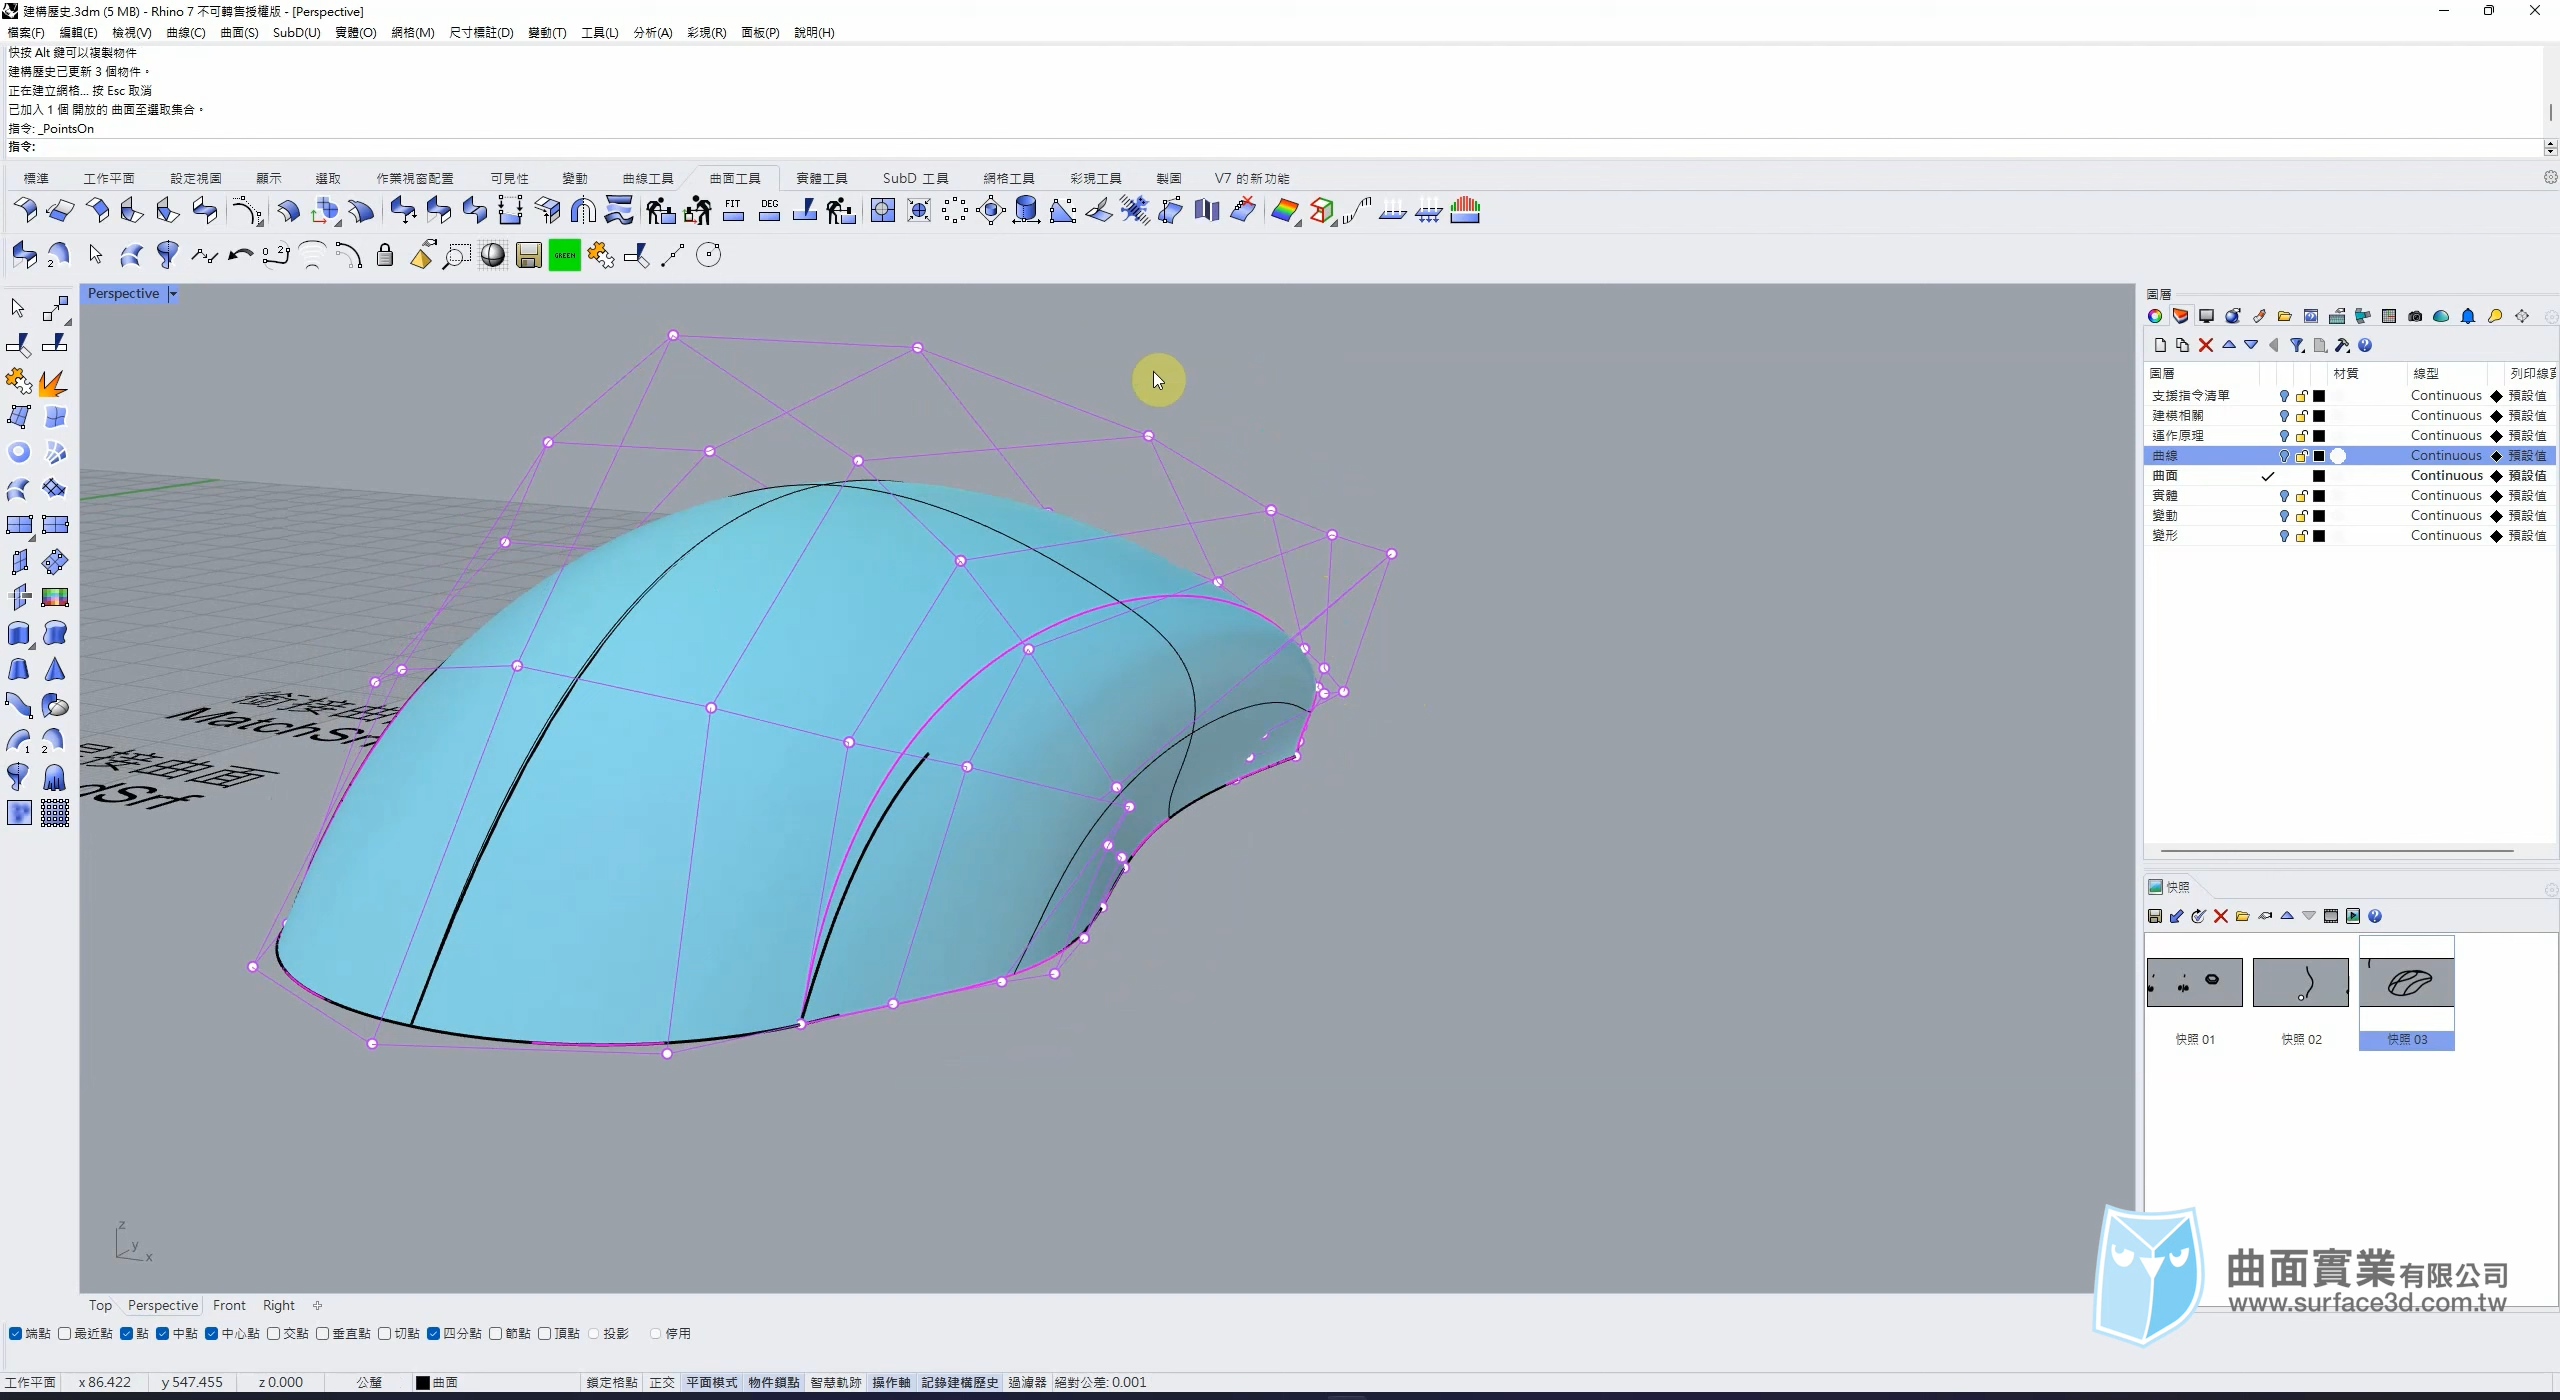 建構歷史.3dm (5 MB) - Rhino 7 不可轉售授權版 - [Perspective]
檔案(F) 編輯(E) 檢視(V) 曲線(C) 曲面(S) SubD(U) 實體(O) 網格(M) 尺寸標註(D) 變動(T) 工具(L) 分析(A) 彩現(R) 面板(P) 說明(H)
快按 Alt 鍵可以複製物件
建構歷史已更新 3 個物件。
正在建立網格... 按 Esc 取消
已加入 1 個 開放的 曲面至選取集合。
指令: _PointsOn
指令:
標準 工作平面 設定視圖 顯示 選取 作業視窗配置 可見性 變動 曲線工具 曲面工具 實體工具 SubD 工具 網格工具 彩現工具 製圖 V7 的新功能
FIT DEG
GREEN
Perspective
圖層
圖層 材質 線型 列印線
支援指令清單 Continuous 預設值
建模相關 Continuous 預設值
運作原理 Continuous 預設值
曲線 Continuous 預設值
曲面 Continuous 預設值
實體 Continuous 預設值
變動 Continuous 預設值
變形 Continuous 預設值
銜接曲
MatchSr
接曲面
dSrf
快照
快照 01 快照 02 快照 03
z
y
x
曲面實業有限公司
www.surface3d.com.tw
Top Perspective Front Right
端點 最近點 點 中點 中心點 交點 垂直點 切點 四分點 節點 頂點 投影 停用
工作平面 x 86.422 y 547.455 z 0.000 公釐 曲面 鎖定格點 正交 平面模式 物件鎖點 智慧軌跡 操作軸 記錄建構歷史 過濾器 絕對公差: 0.001